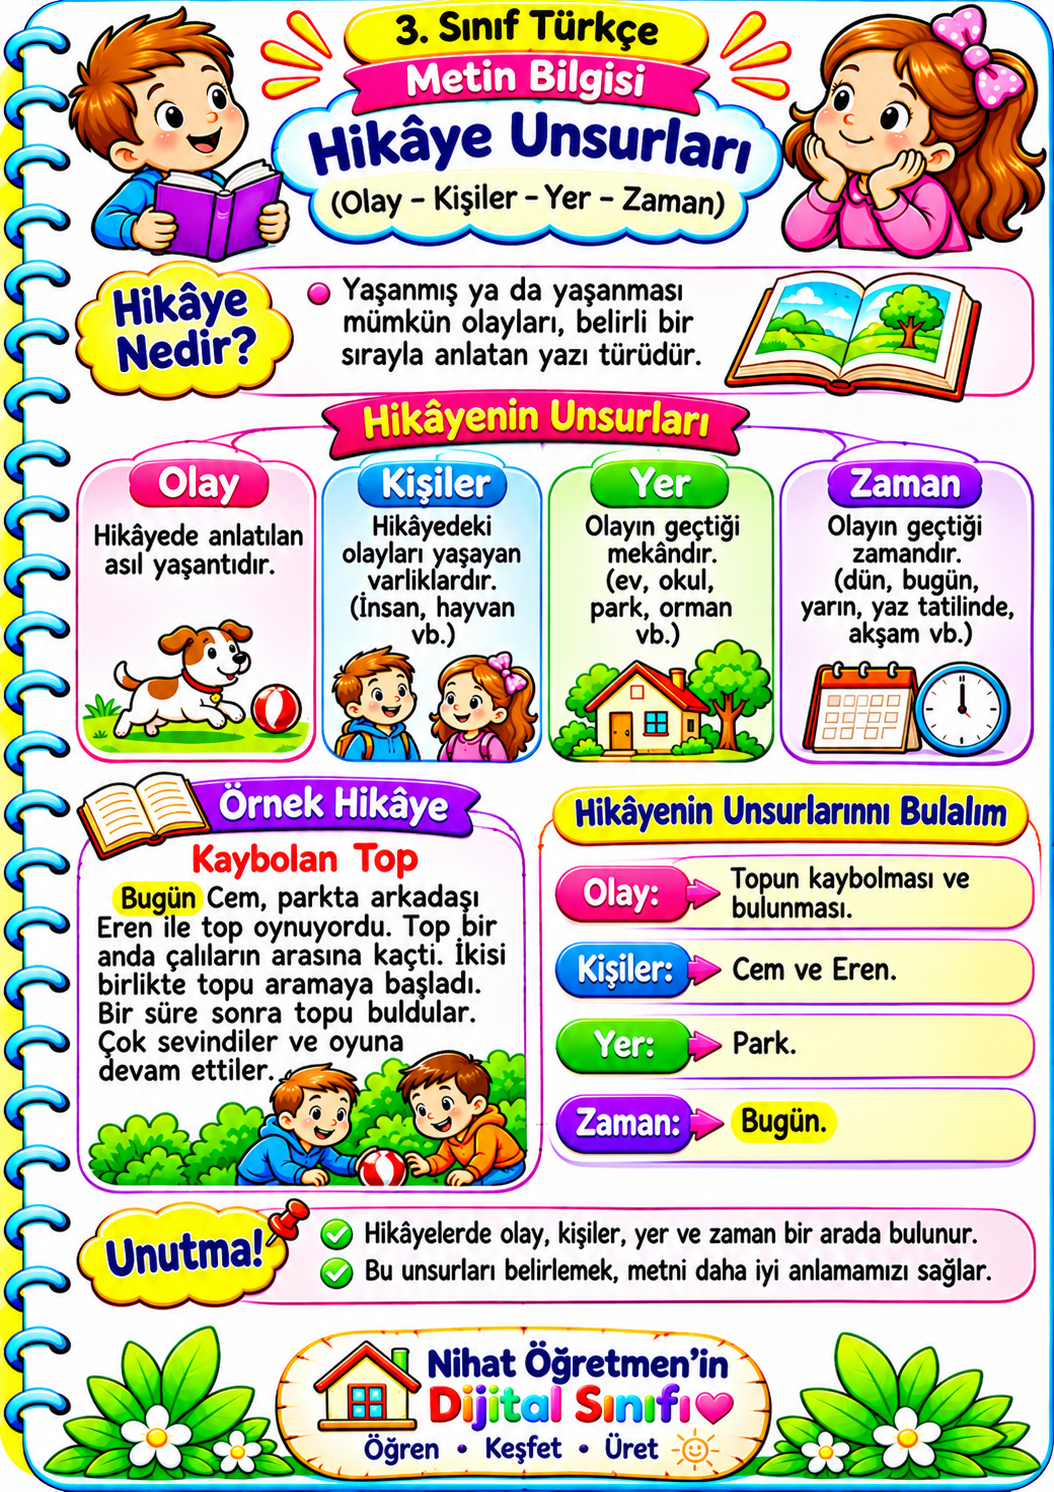 3. Sınıf Türkçe
Metin Bilgisi
Hikâye Unsurları
(Olay - Kişiler - Yer - Zaman)
Hikâye
Nedir?
Yaşanmış ya da yaşanması
mümkün olayları, belirli bir
sırayla anlatan yazı türüdür.
Hikâyenin Unsurları
Olay
Hikâyede anlatılan
asıl yaşantıdır.
Kişiler
Hikâyedeki
olayları yaşayan
varliklardır.
(İnsan, hayvan
vb.)
Yer
Olayın geçtiği
mekândır.
(ev, okul,
park, orman
vb.)
Zaman
Olayın geçtiği
zamandır.
(dün, bugün,
yarın, yaz tatilinde,
akşam vb.)
Örnek Hikâye
Kaybolan Top
Bugün Cem, parkta arkadaşı
Eren ile top oynuyordu. Top bir
anda çalıların arasına kaçtı. İkisi
birlikte topu aramaya başladı.
Bir süre sonra topu buldular.
Çok sevindiler ve oyuna
devam ettiler.
Hikâyenin Unsurlarınnı Bulalım
Olay:
Topun kaybolması ve
bulunması.
Kişiler:
Cem ve Eren.
Yer:
Park.
Zaman:
Bugün.
Unutma!
Hikâyelerde olay, kişiler, yer ve zaman bir arada bulunur.
Bu unsurları belirlemek, metni daha iyi anlamamızı sağlar.
Nihat Öğretmen'in
Dijital Sınıfı
Öğren • Keşfet • Üret